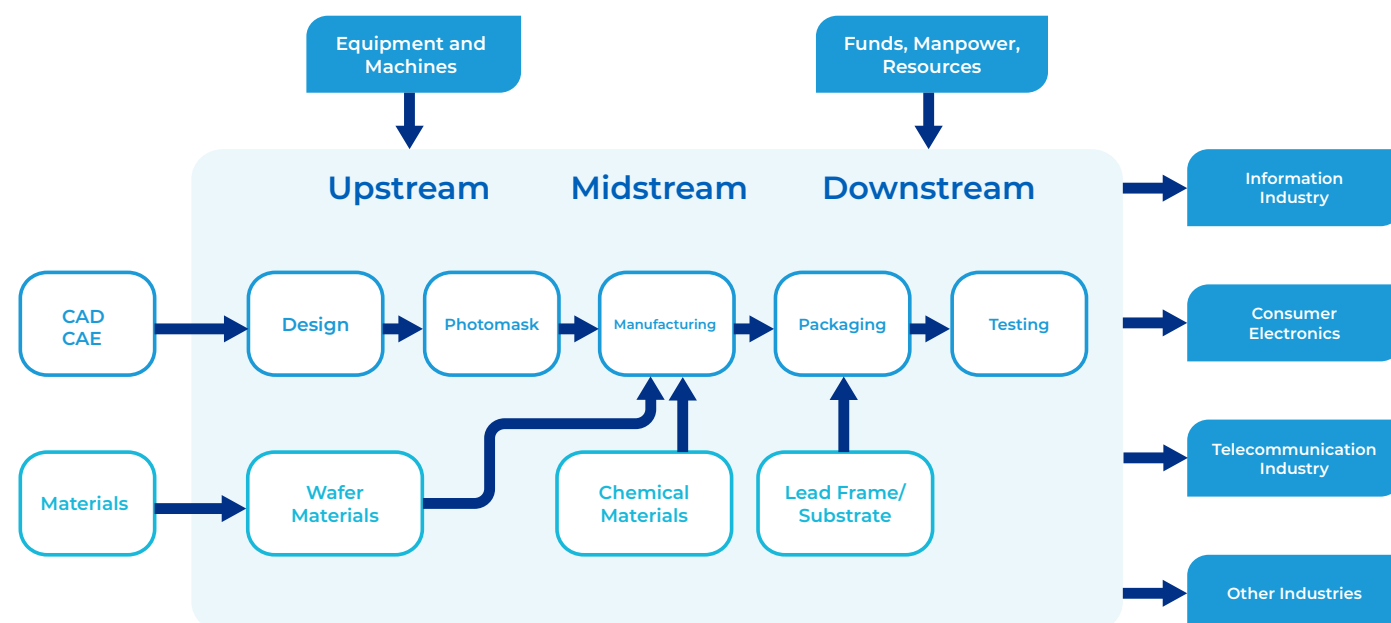 Equipment and
Machines
Funds, Manpower,
Resources
Upstream
Midstream
Downstream
Information
Industry
CAD
CAE
Design
Photomask
Manufacturing
Packaging
Testing
Consumer
Electronics
Materials
Wafer
Materials
Chemical
Materials
Lead Frame/
Substrate
Telecommunication
Industry
Other Industries